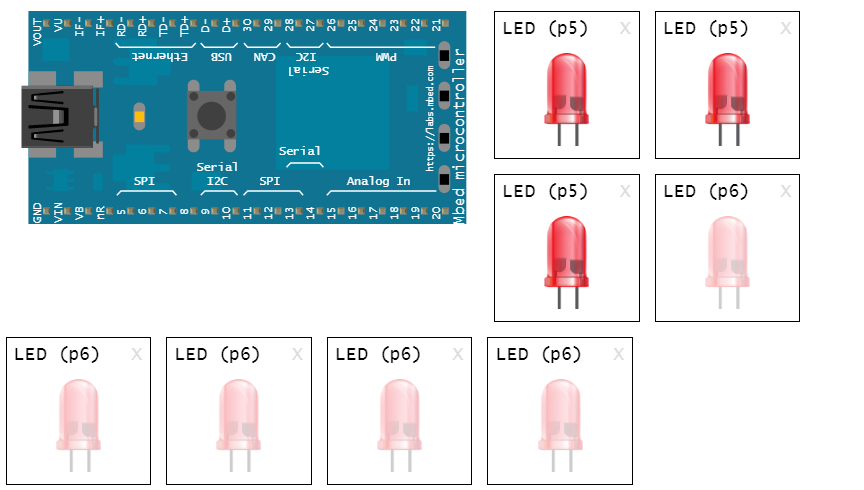 VOUT VU IF- IF+ RD- RD+ TD- TD+ D- D+ 30 29 28 27 26 25 24 23 22 21
Ethernet USB CAN I2C PWM
Serial
https://labs.mbed.com
Mbed microcontroller
Serial
Serial
SPI I2C SPI Analog In
GND VIN VB nR 5 6 7 8 9 10 11 12 13 14 15 16 17 18 19 20
LED (p5) X
LED (p5) X
LED (p5) X
LED (p6) X
LED (p6) X
LED (p6) X
LED (p6) X
LED (p6) X